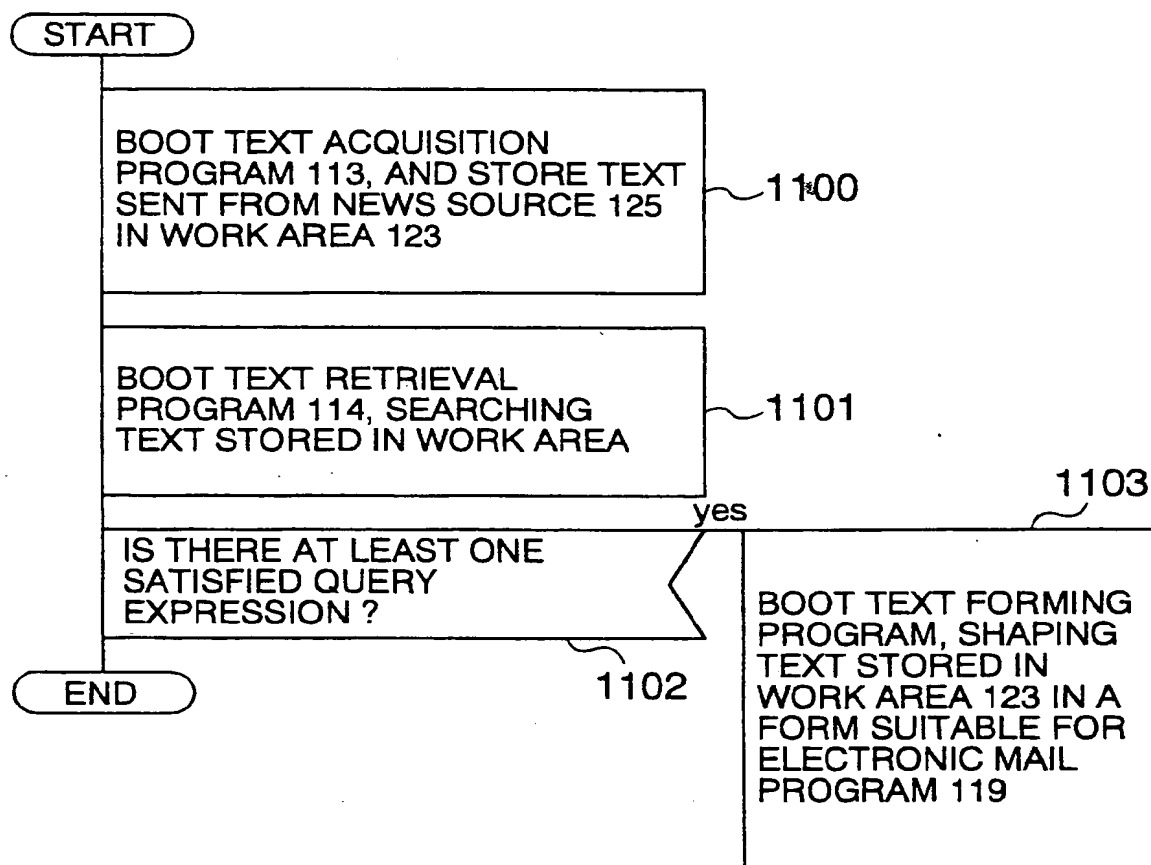 START
BOOT TEXT ACQUISITION
PROGRAM 113, AND STORE TEXT
SENT FROM NEWS SOURCE 125
IN WORK AREA 123
1100
BOOT TEXT RETRIEVAL
PROGRAM 114, SEARCHING
TEXT STORED IN WORK AREA
1101
yes
1103
IS THERE AT LEAST ONE
SATISFIED QUERY
EXPRESSION ?
1102
BOOT TEXT FORMING
PROGRAM, SHAPING
TEXT STORED IN
WORK AREA 123 IN A
FORM SUITABLE FOR
ELECTRONIC MAIL
PROGRAM 119
END